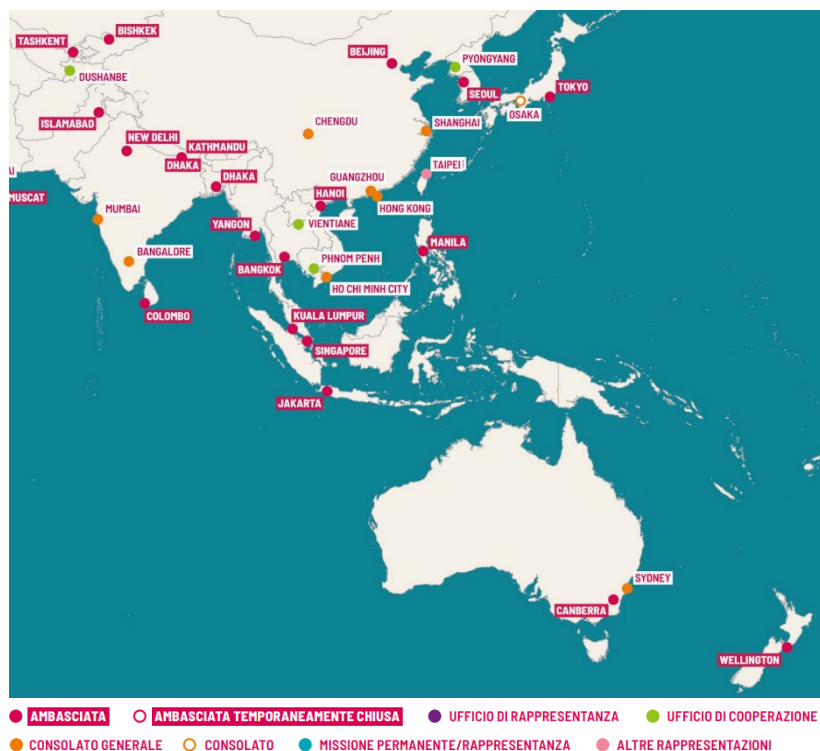 BISHKEK
TASHKENT
BEIJING
PYONGYANG
DUSHANBE
SEOUL
TOKYO
OSAKA
ISLAMABAD
CHENGDU
SHANGHAI
NEW DELHI
KATHMANDU
DHAKA
TAIPEI
AI
GUANGZHOU
DHAKA
HANOI
MUSCAT
HONG KONG
MUMBAI
YANGON
VIENTIANE
MANILA
BANGALORE
BANGKOK
PHNOM PENH
HO CHI MINH CITY
COLOMBO
KUALA LUMPUR
SINGAPORE
JAKARTA
SYDNEY
CANBERRA
WELLINGTON
AMBASCIATA
AMBASCIATA TEMPORANEAMENTE CHIUSA
UFFICIO DI RAPPRESENTANZA
UFFICIO DI COOPERAZIONE
CONSOLATO GENERALE
CONSOLATO
MISSIONE PERMANENTE/RAPPRESENTANZA
ALTRE RAPPRESENTAZIONI